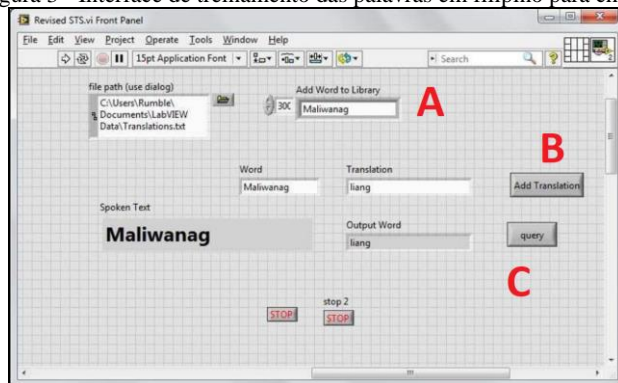 Interface de treinamento das palavras em filipino para
Revised STS.vi Front Panel
File Edit View Project Operate Tools Window Help
15pt Application Font Search
file path (use dialog)
C:\Users\Rumble\
Documents\LabVIEW
Data\Translations.txt
Add Word to Library
300 Maliwanag
A
B
Word Translation
Maliwanag liang Add Translation
Spoken Text
Maliwanag
Output Word
liang
query
C
stop 2
STOP STOP